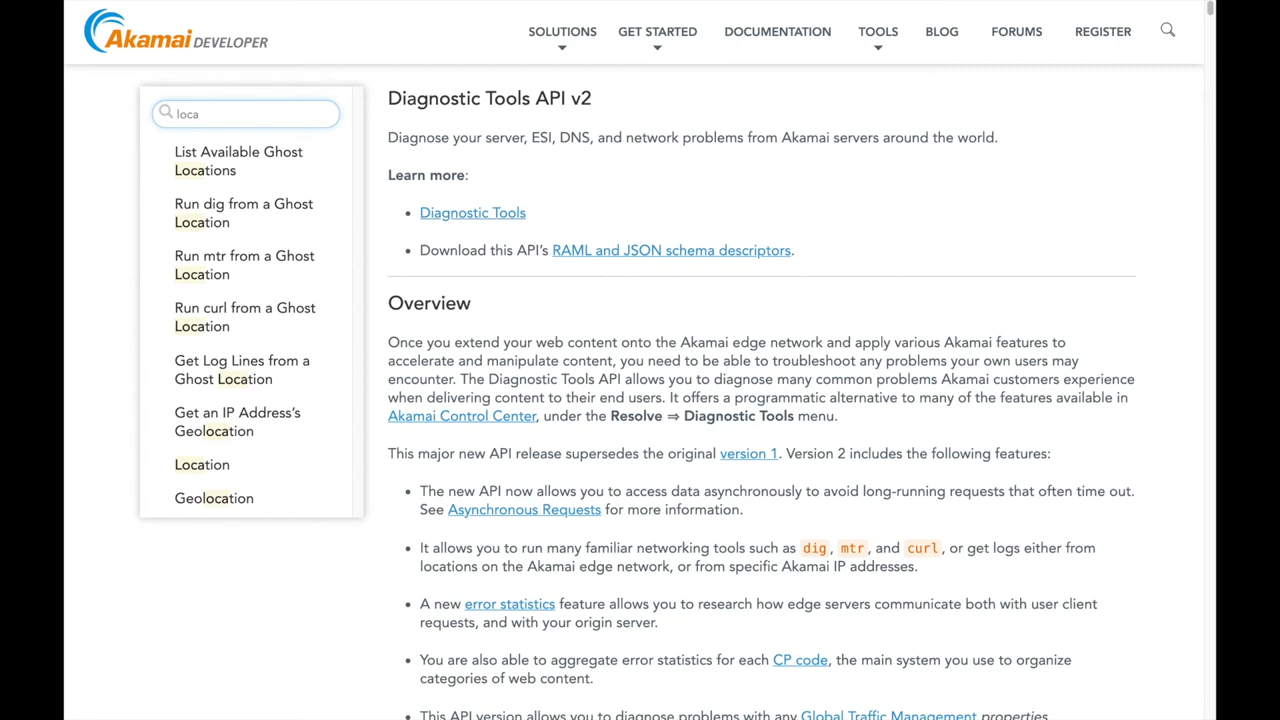 Akamai DEVELOPER
SOLUTIONS GET STARTED DOCUMENTATION TOOLS BLOG FORUMS REGISTER
loca
List Available Ghost
Locations
Run dig from a Ghost
Location
Run mtr from a Ghost
Location
Run curl from a Ghost
Location
Get Log Lines from a
Ghost Location
Get an IP Address's
Geolocation
Location
Geolocation
Diagnostic Tools API v2
Diagnose your server, ESI, DNS, and network problems from Akamai servers around the world.
Learn more:
• Diagnostic Tools
• Download this API's RAML and JSON schema descriptors.
Overview
Once you extend your web content onto the Akamai edge network and apply various Akamai features to
accelerate and manipulate content, you need to be able to troubleshoot any problems your own users may
encounter. The Diagnostic Tools API allows you to diagnose many common problems Akamai customers experience
when delivering content to their end users. It offers a programmatic alternative to many of the features available in
Akamai Control Center, under the Resolve ⇒ Diagnostic Tools menu.
This major new API release supersedes the original version 1. Version 2 includes the following features:
• The new API now allows you to access data asynchronously to avoid long-running requests that often time out.
See Asynchronous Requests for more information.
• It allows you to run many familiar networking tools such as dig, mtr, and curl, or get logs either from
locations on the Akamai edge network, or from specific Akamai IP addresses.
• A new error statistics feature allows you to research how edge servers communicate both with user client
requests, and with your origin server.
• You are also able to aggregate error statistics for each CP code, the main system you use to organize
categories of web content.
• This API version allows you to diagnose problems with any Global Traffic Management properties